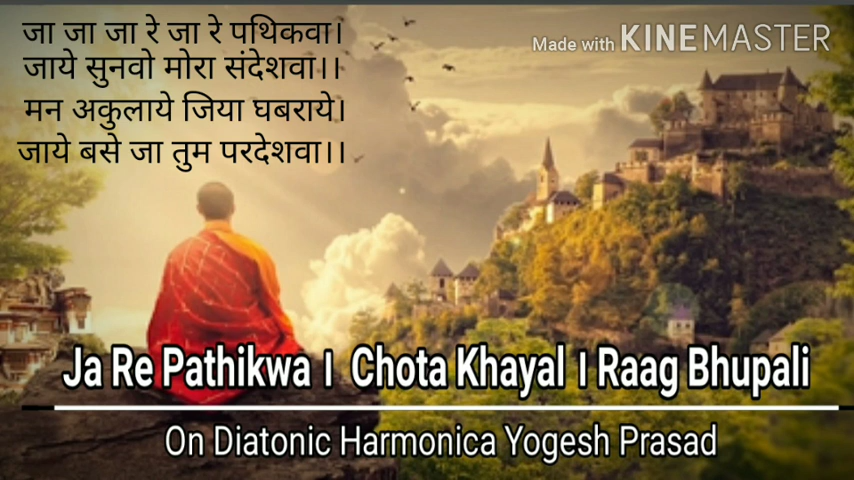 जा जा जा रे जा रे पथिकवा।
जाये सुनवो मोरा संदेशवा।।
मन अकुलाये जिया घबराये।
जाये बसे जा तुम परदेशवा।।
Made with KINEMASTER
Ja Re Pathikwa । Chota Khayal । Raag Bhupali
On Diatonic Harmonica Yogesh Prasad